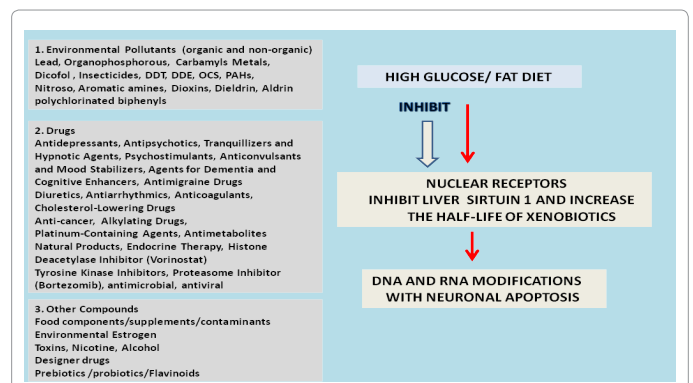 1. Environmental Pollutants (organic and non-organic)
Lead, Organophosphorous, Carbamyls Metals,
Dicofol , Insecticides, DDT, DDE, OCS, PAHs,
Nitroso, Aromatic amines, Dioxins, Dieldrin, Aldrin
polychlorinated biphenyls
2. Drugs
Antidepressants, Antipsychotics, Tranquillizers and
Hypnotic Agents, Psychostimulants, Anticonvulsants
and Mood Stabilizers, Agents for Dementia and
Cognitive Enhancers, Antimigraine Drugs
Diuretics, Antiarrhythmics, Anticoagulants,
Cholesterol-Lowering Drugs
Anti-cancer, Alkylating Drugs,
Platinum-Containing Agents, Antimetabolites
Natural Products, Endocrine Therapy, Histone
Deacetylase Inhibitor (Vorinostat)
Tyrosine Kinase Inhibitors, Proteasome Inhibitor
(Bortezomib), antimicrobial, antiviral
3. Other Compounds
Food components/supplements/contaminants
Environmental Estrogen
Toxins, Nicotine, Alcohol
Designer drugs
Prebiotics /probiotics/Flavinoids
HIGH GLUCOSE/ FAT DIET
INHIBIT
NUCLEAR RECEPTORS
INHIBIT LIVER SIRTUIN 1 AND INCREASE
THE HALF-LIFE OF XENOBIOTICS
DNA AND RNA MODIFICATIONS
WITH NEURONAL APOPTOSIS